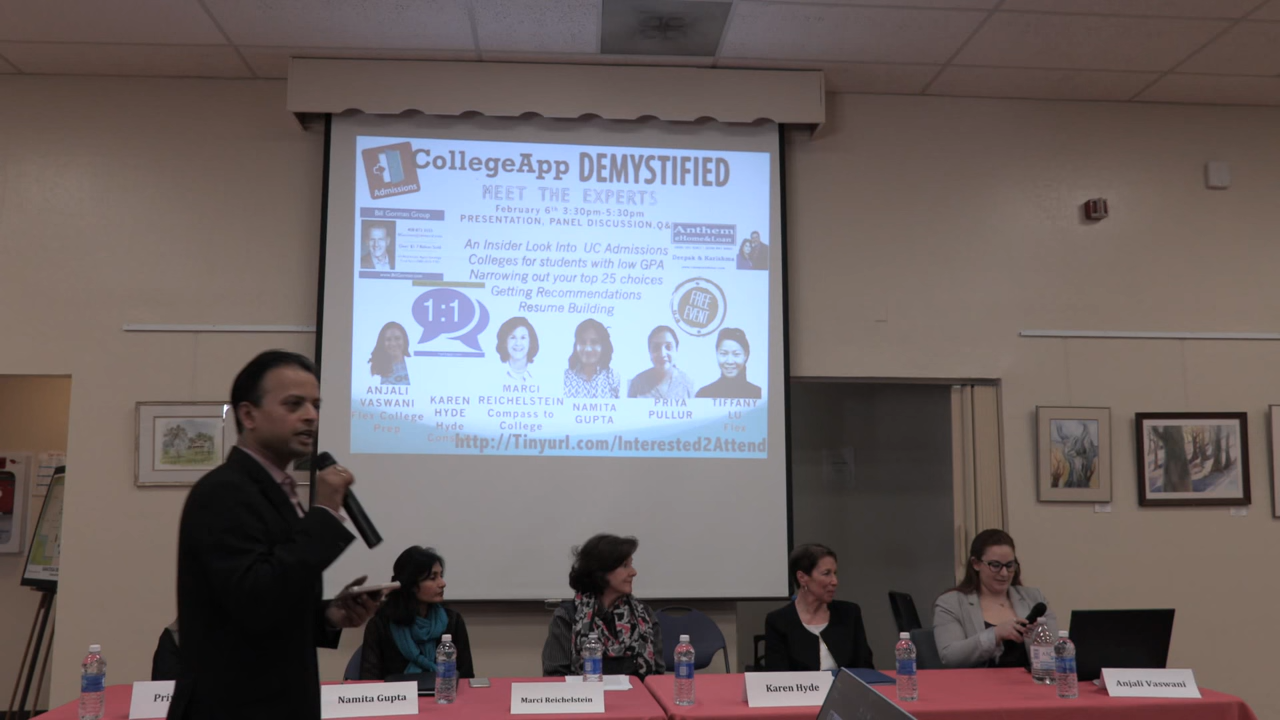 CollegeApp DEMYSTIFIED
Admissions
MEET THE EXPERTS
February 6th 3:30pm-5:30pm
PRESENTATION, PANEL DISCUSSION,Q&
Bill Gorman Group
Anthem
eHome&Loan
Deepak & Karishma
An Insider Look Into UC Admissions
Colleges for students with low GPA
Narrowing out your top 25 choices
Getting Recommendations
Resume Building
1:1
FREE
EVENT
ANJALI
VASWANI
Flex College
Prep
KAREN
HYDE
Hyde
MARCI
REICHELSTEIN
Compass to
College
NAMITA
GUPTA
PRIYA
PULLUR
TIFFANY
LU
Flex
http://Tinyurl.com/Interested2Attend
Namita Gupta
Marci Reichelstein
Karen Hyde
Anjali Vaswani